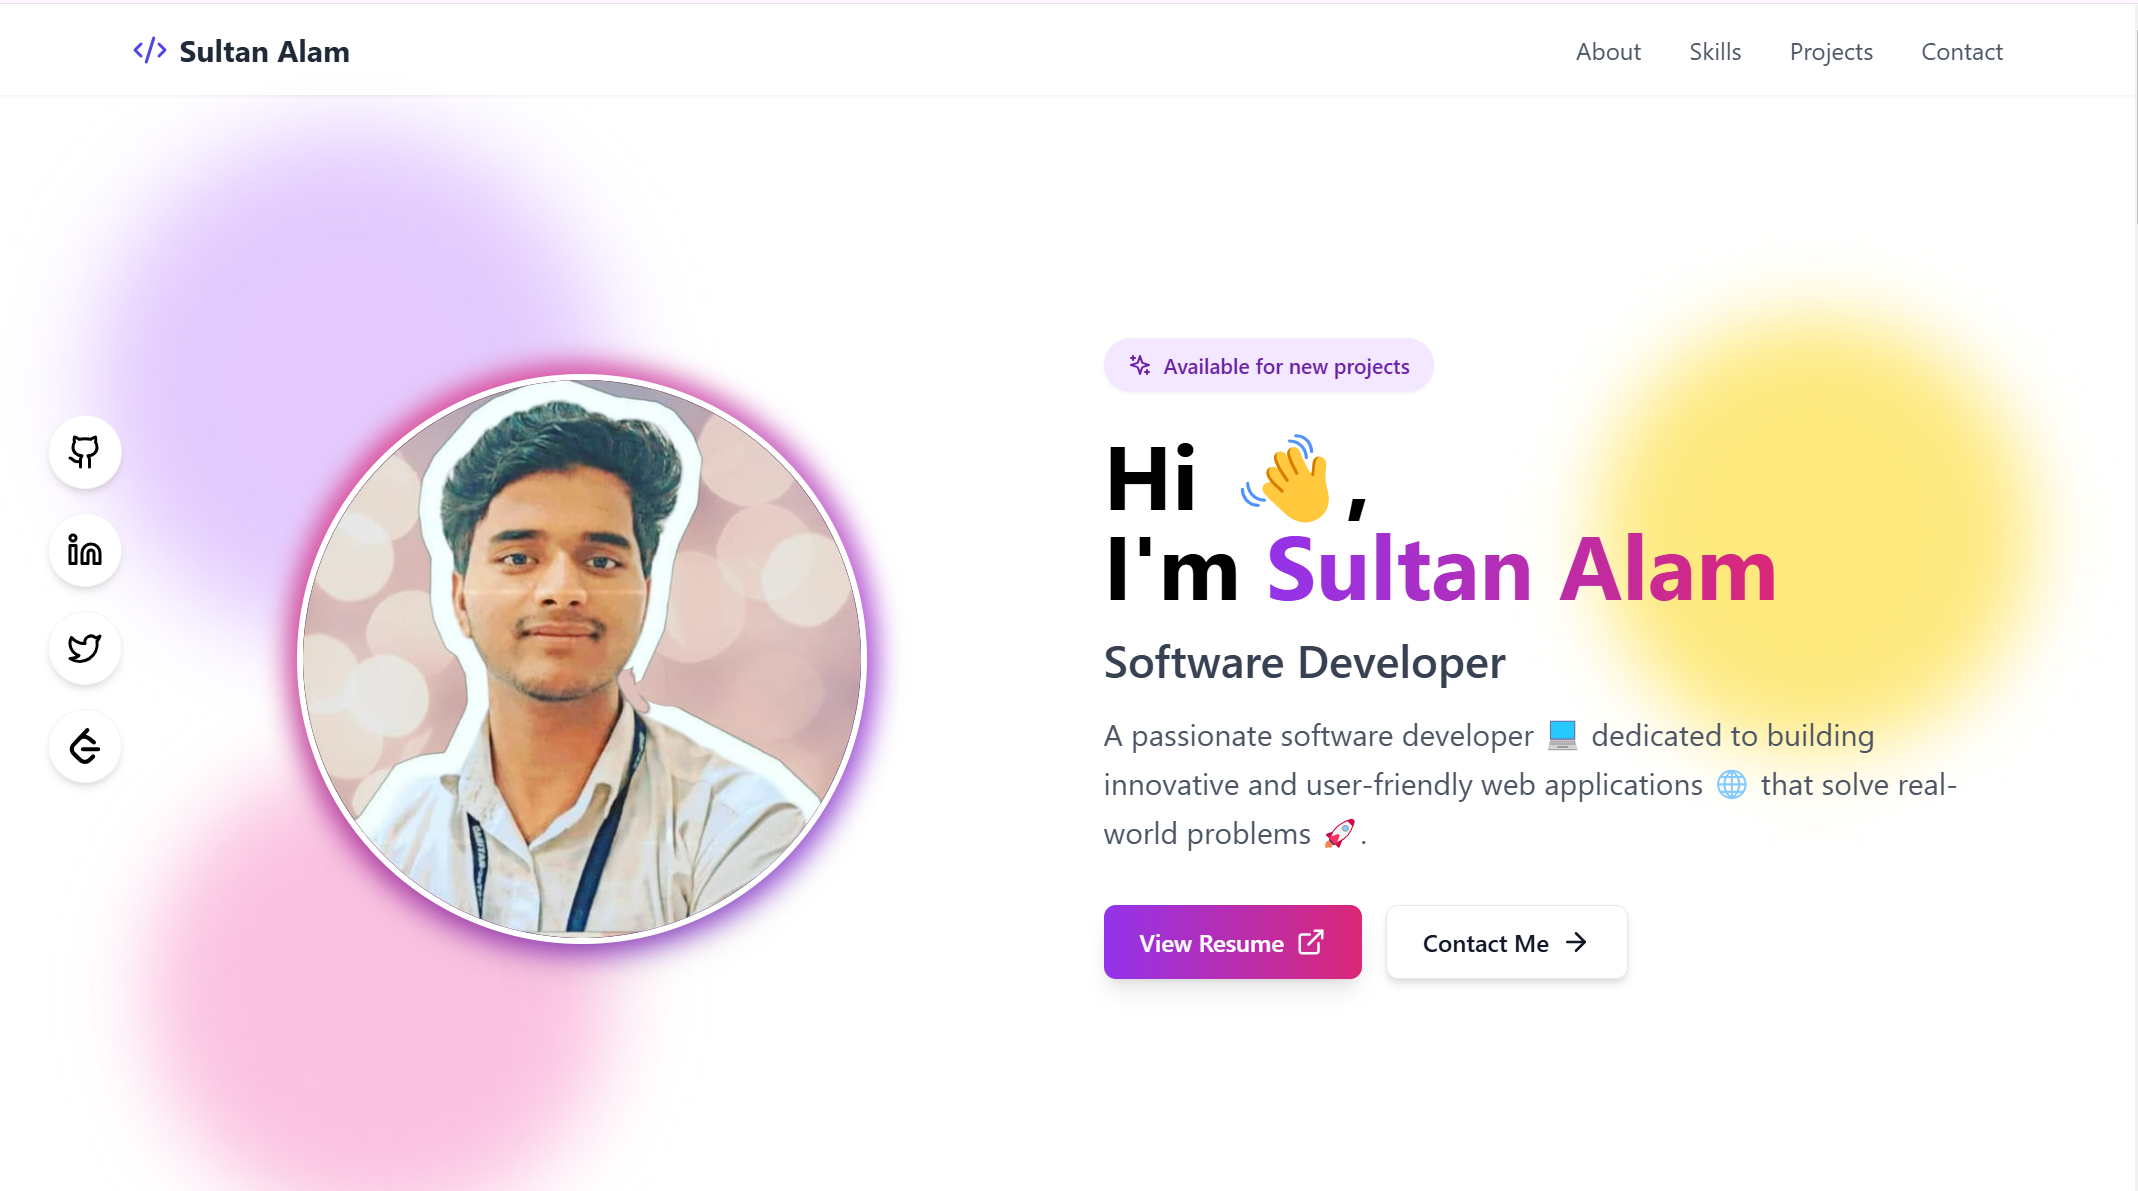 Sultan Alam
About
Skills
Projects
Contact
Available for new projects
Hi 👋,
I'm Sultan Alam
Software Developer
A passionate software developer 💻 dedicated to building
innovative and user-friendly web applications 🌐 that solve real-
world problems 🚀.
View Resume
Contact Me